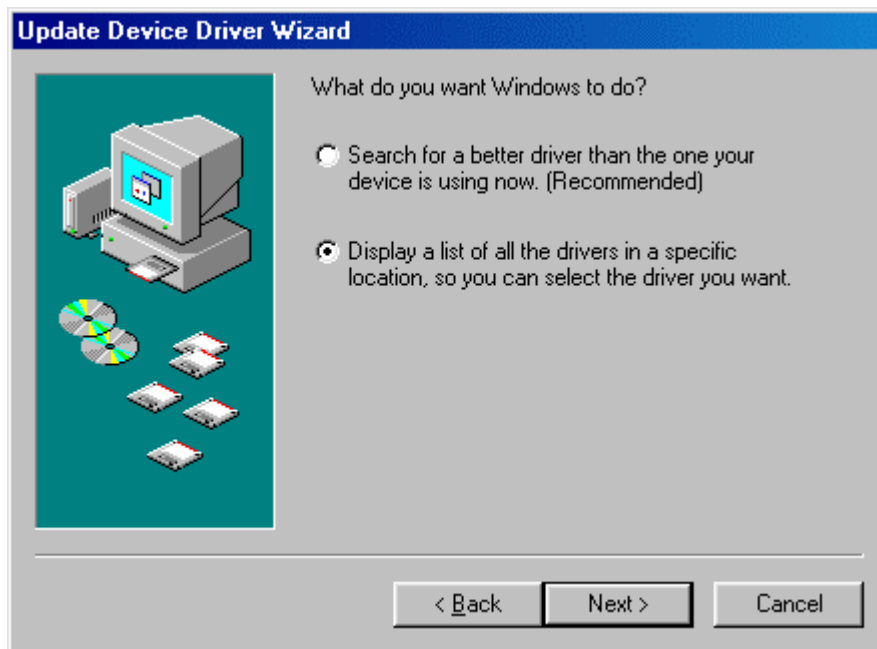 Update Device Driver Wizard
What do you want Windows to do?
Search for a better driver than the one your
device is using now. (Recommended)
Display a list of all the drivers in a specific
location, so you can select the driver you want.
< Back
Next >
Cancel